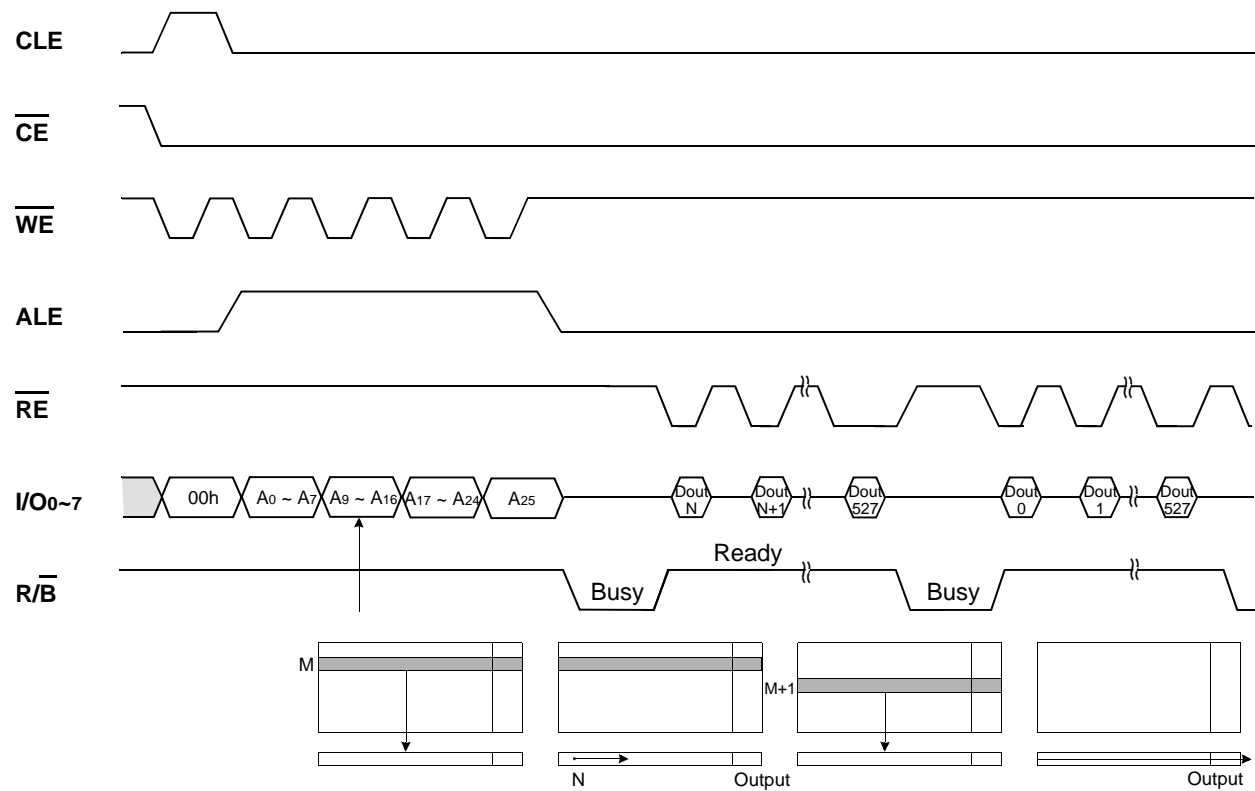 CLE
CE
WE
ALE
RE
I/O0~7
00h
A0 ~ A7
A9 ~ A16
A17 ~ A24
A25
Dout N
Dout N+1
Dout 527
Dout 0
Dout 1
Dout 527
R/B
Busy
Ready
Busy
M
M+1
N
Output
Output